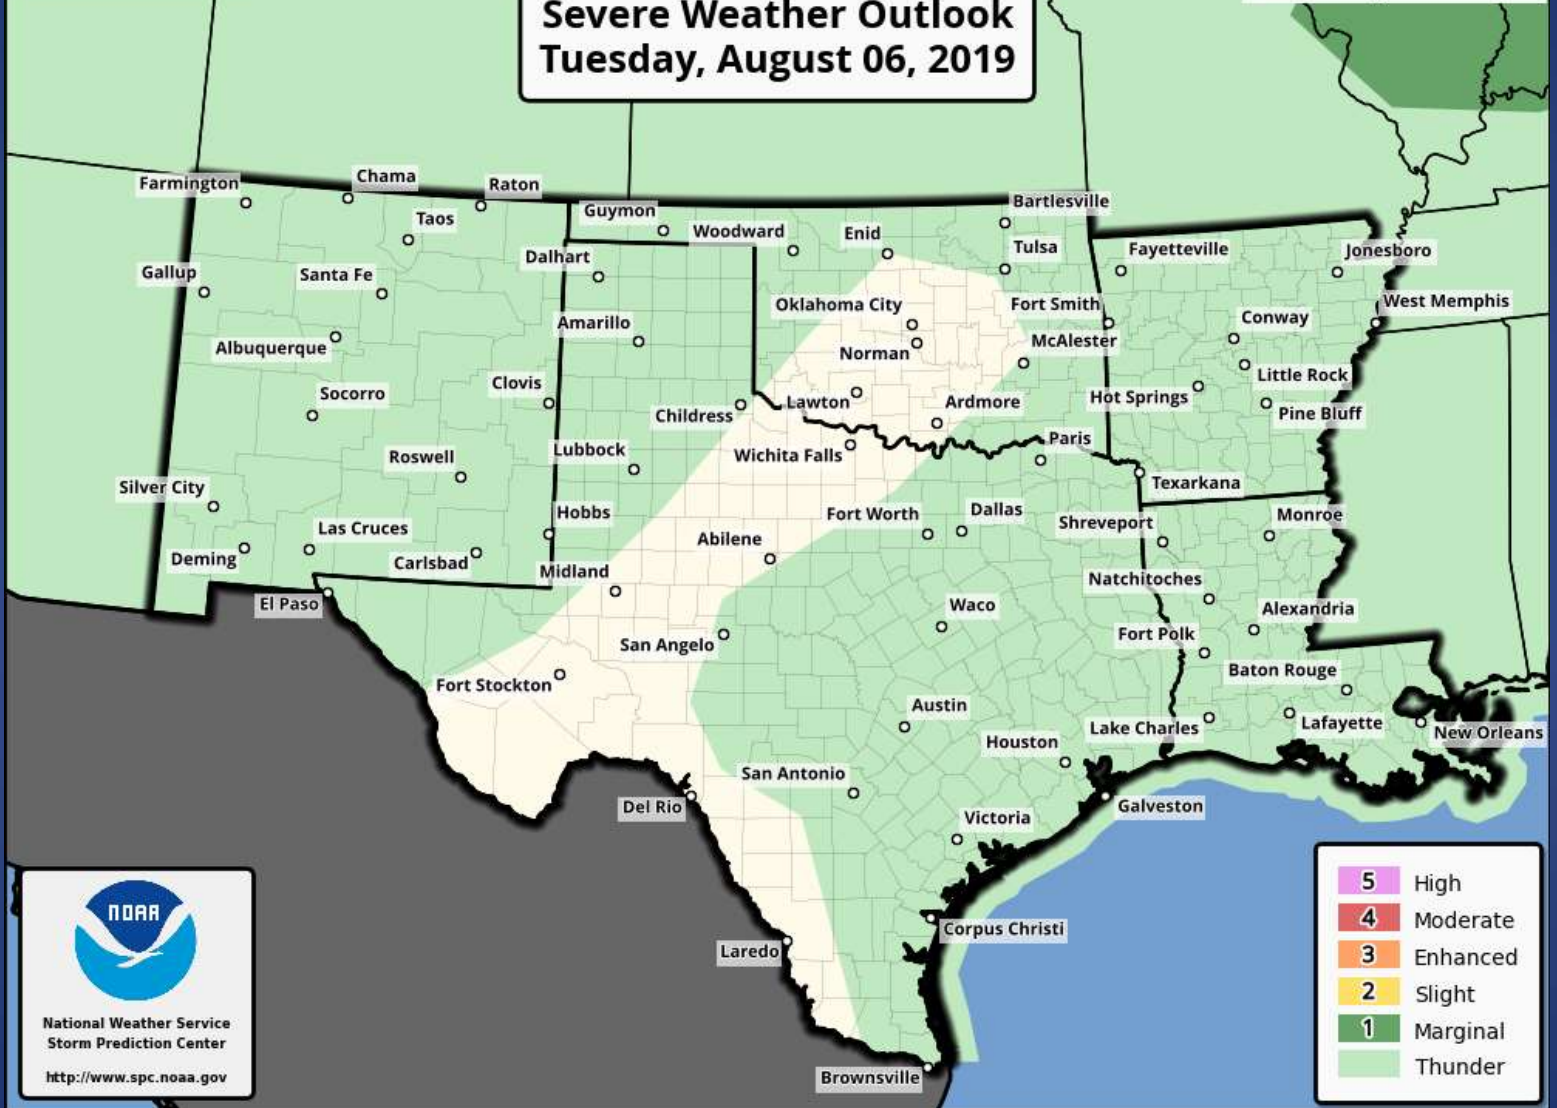 Severe Weather Outlook
Tuesday, August 06, 2019
Farmington
Chama
Raton
Taos
Guymon
Woodward
Enid
Bartlesville
Tulsa
Fayetteville
Jonesboro
Gallup
Santa Fe
Dalhart
Oklahoma City
Fort Smith
West Memphis
Albuquerque
Amarillo
Norman
McAlester
Conway
Little Rock
Socorro
Clovis
Childress
Lawton
Ardmore
Hot Springs
Pine Bluff
Roswell
Lubbock
Wichita Falls
Paris
Texarkana
Silver City
Las Cruces
Hobbs
Fort Worth
Dallas
Shreveport
Monroe
Deming
Carlsbad
Midland
Abilene
Natchitoches
El Paso
Waco
Alexandria
San Angelo
Fort Polk
Fort Stockton
Baton Rouge
Austin
Lake Charles
Lafayette
New Orleans
Houston
San Antonio
Del Rio
Galveston
Victoria
Corpus Christi
Laredo
Brownsville
NOAA
National Weather Service
Storm Prediction Center
http://www.spc.noaa.gov
5 High
4 Moderate
3 Enhanced
2 Slight
1 Marginal
Thunder